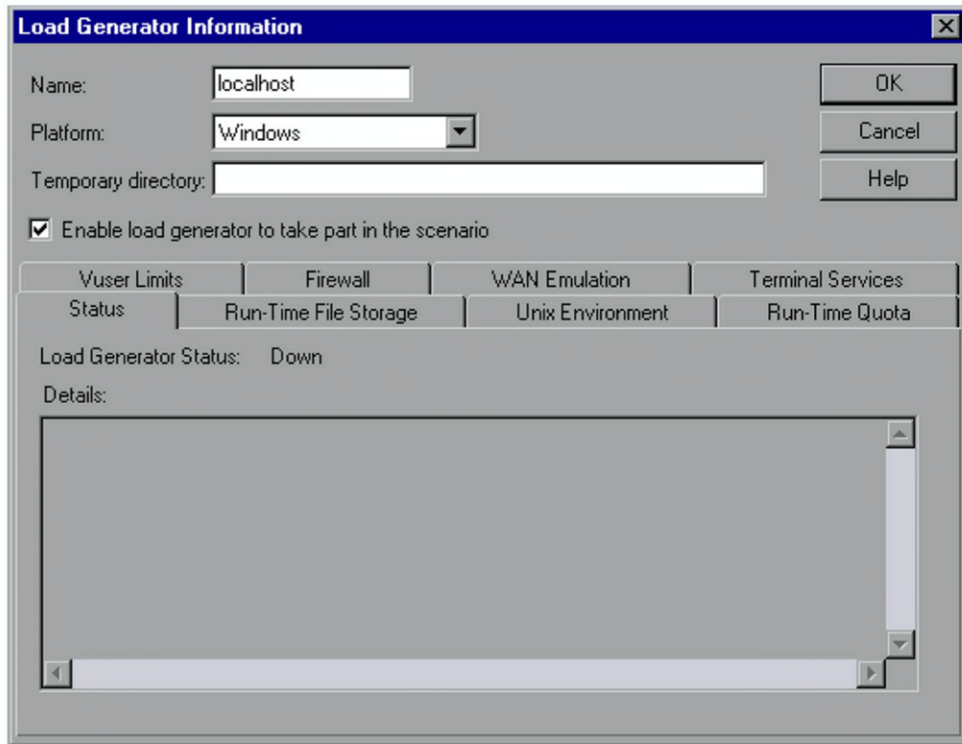 Load Generator Information
Name: localhost
OK
Platform: Windows
Cancel
Temporary directory:
Help
Enable load generator to take part in the scenario
Vuser Limits Firewall WAN Emulation Terminal Services
Status Run-Time File Storage Unix Environment Run-Time Quota
Load Generator Status: Down
Details: